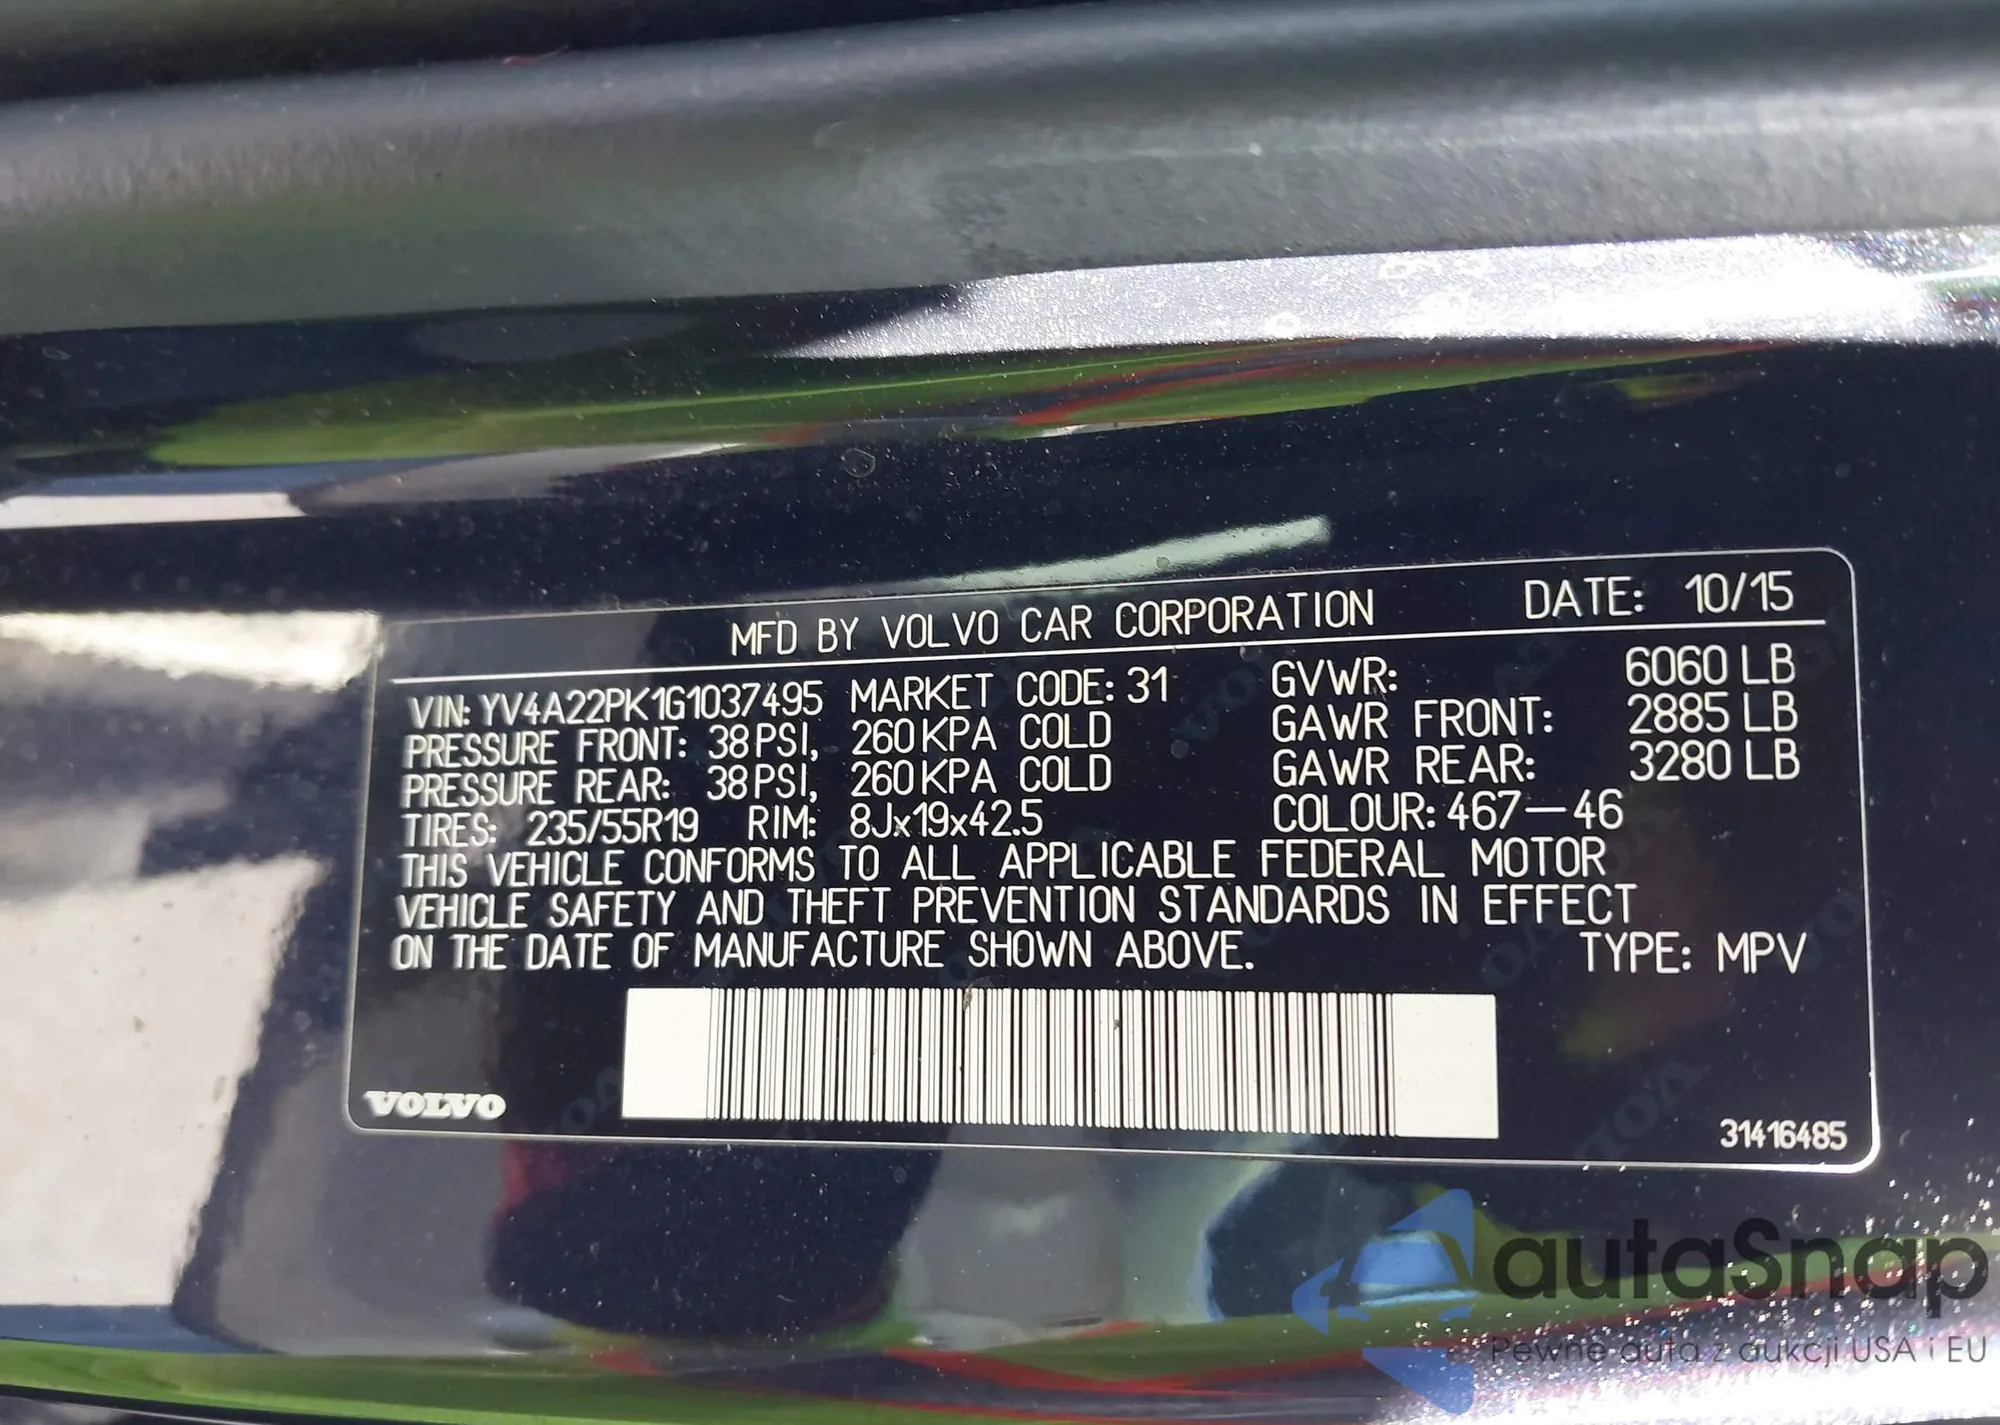 MFD BY VOLVO CAR CORPORATION DATE: 10/15
VIN: YV4A22PK1G1037495 MARKET CODE: 31 GVWR: 6060 LB
PRESSURE FRONT: 38 PSI, 260 KPA COLD GAWR FRONT: 2885 LB
PRESSURE REAR: 38 PSI, 260 KPA COLD GAWR REAR: 3280 LB
TIRES: 235/55R19 RIM: 8Jx19x42.5 COLOUR: 467-46
THIS VEHICLE CONFORMS TO ALL APPLICABLE FEDERAL MOTOR
VEHICLE SAFETY AND THEFT PREVENTION STANDARDS IN EFFECT
ON THE DATE OF MANUFACTURE SHOWN ABOVE. TYPE: MPV
VOLVO
31416485
autaSnap
Pewne auta z aukcji USA i EU